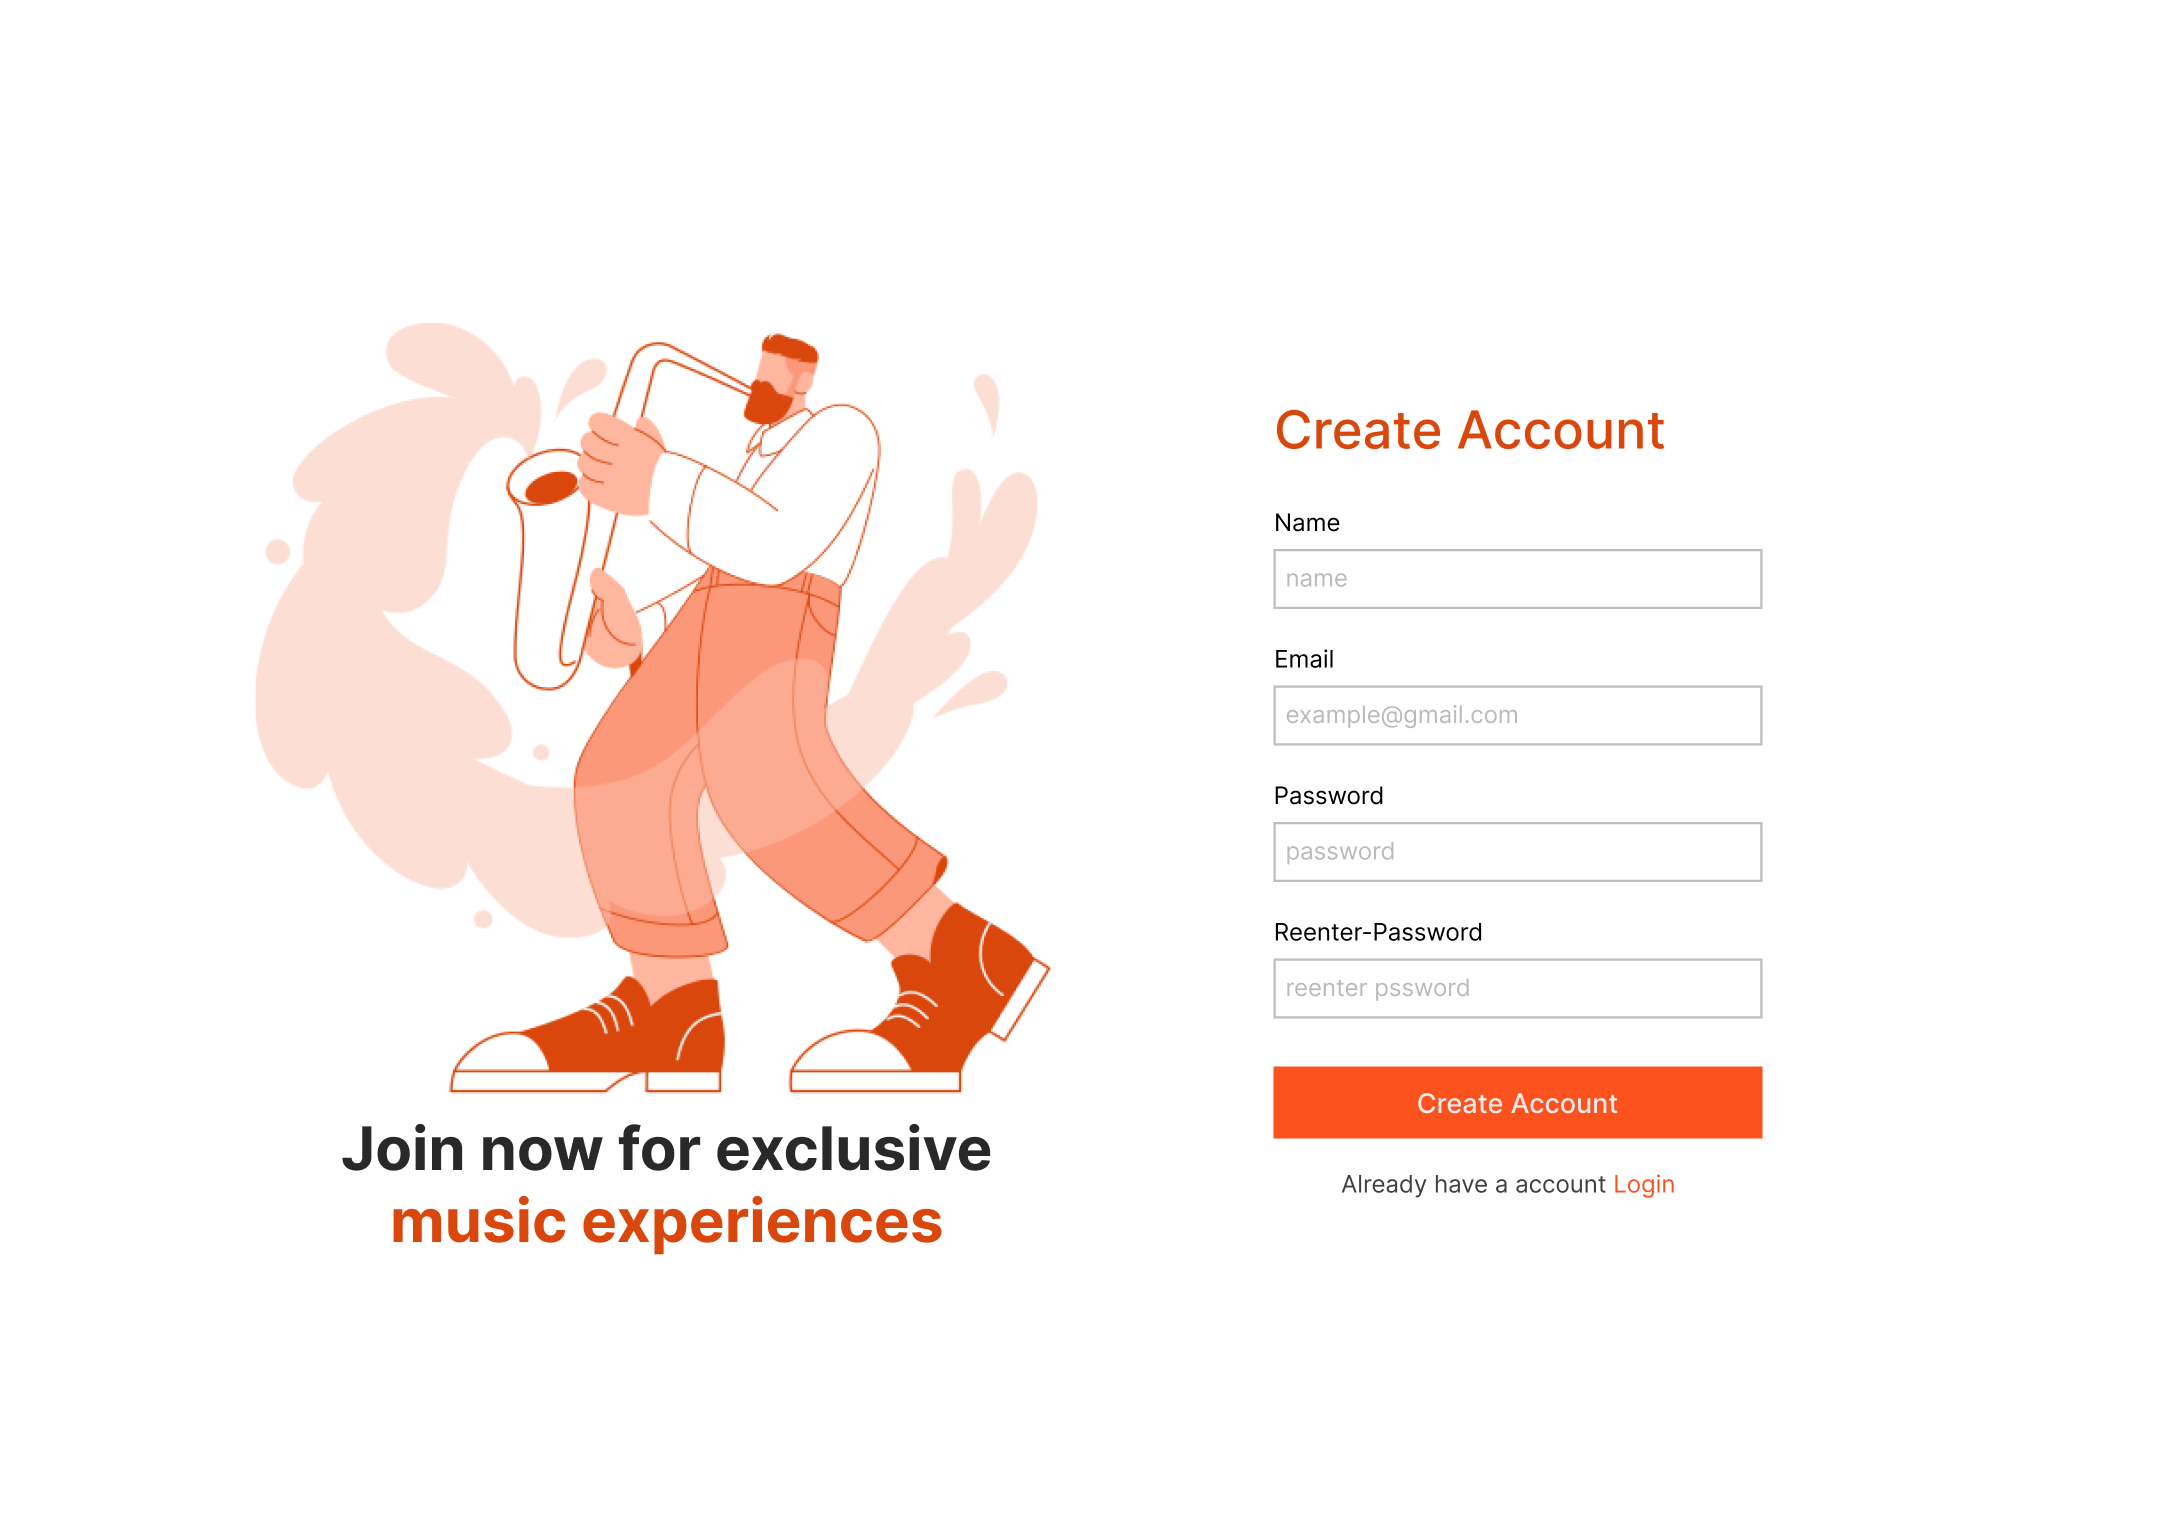 Join now for exclusive
music experiences
Create Account
Name
name
Email
example@gmail.com
Password
password
Reenter-Password
reenter pssword
Create Account
Already have a account Login